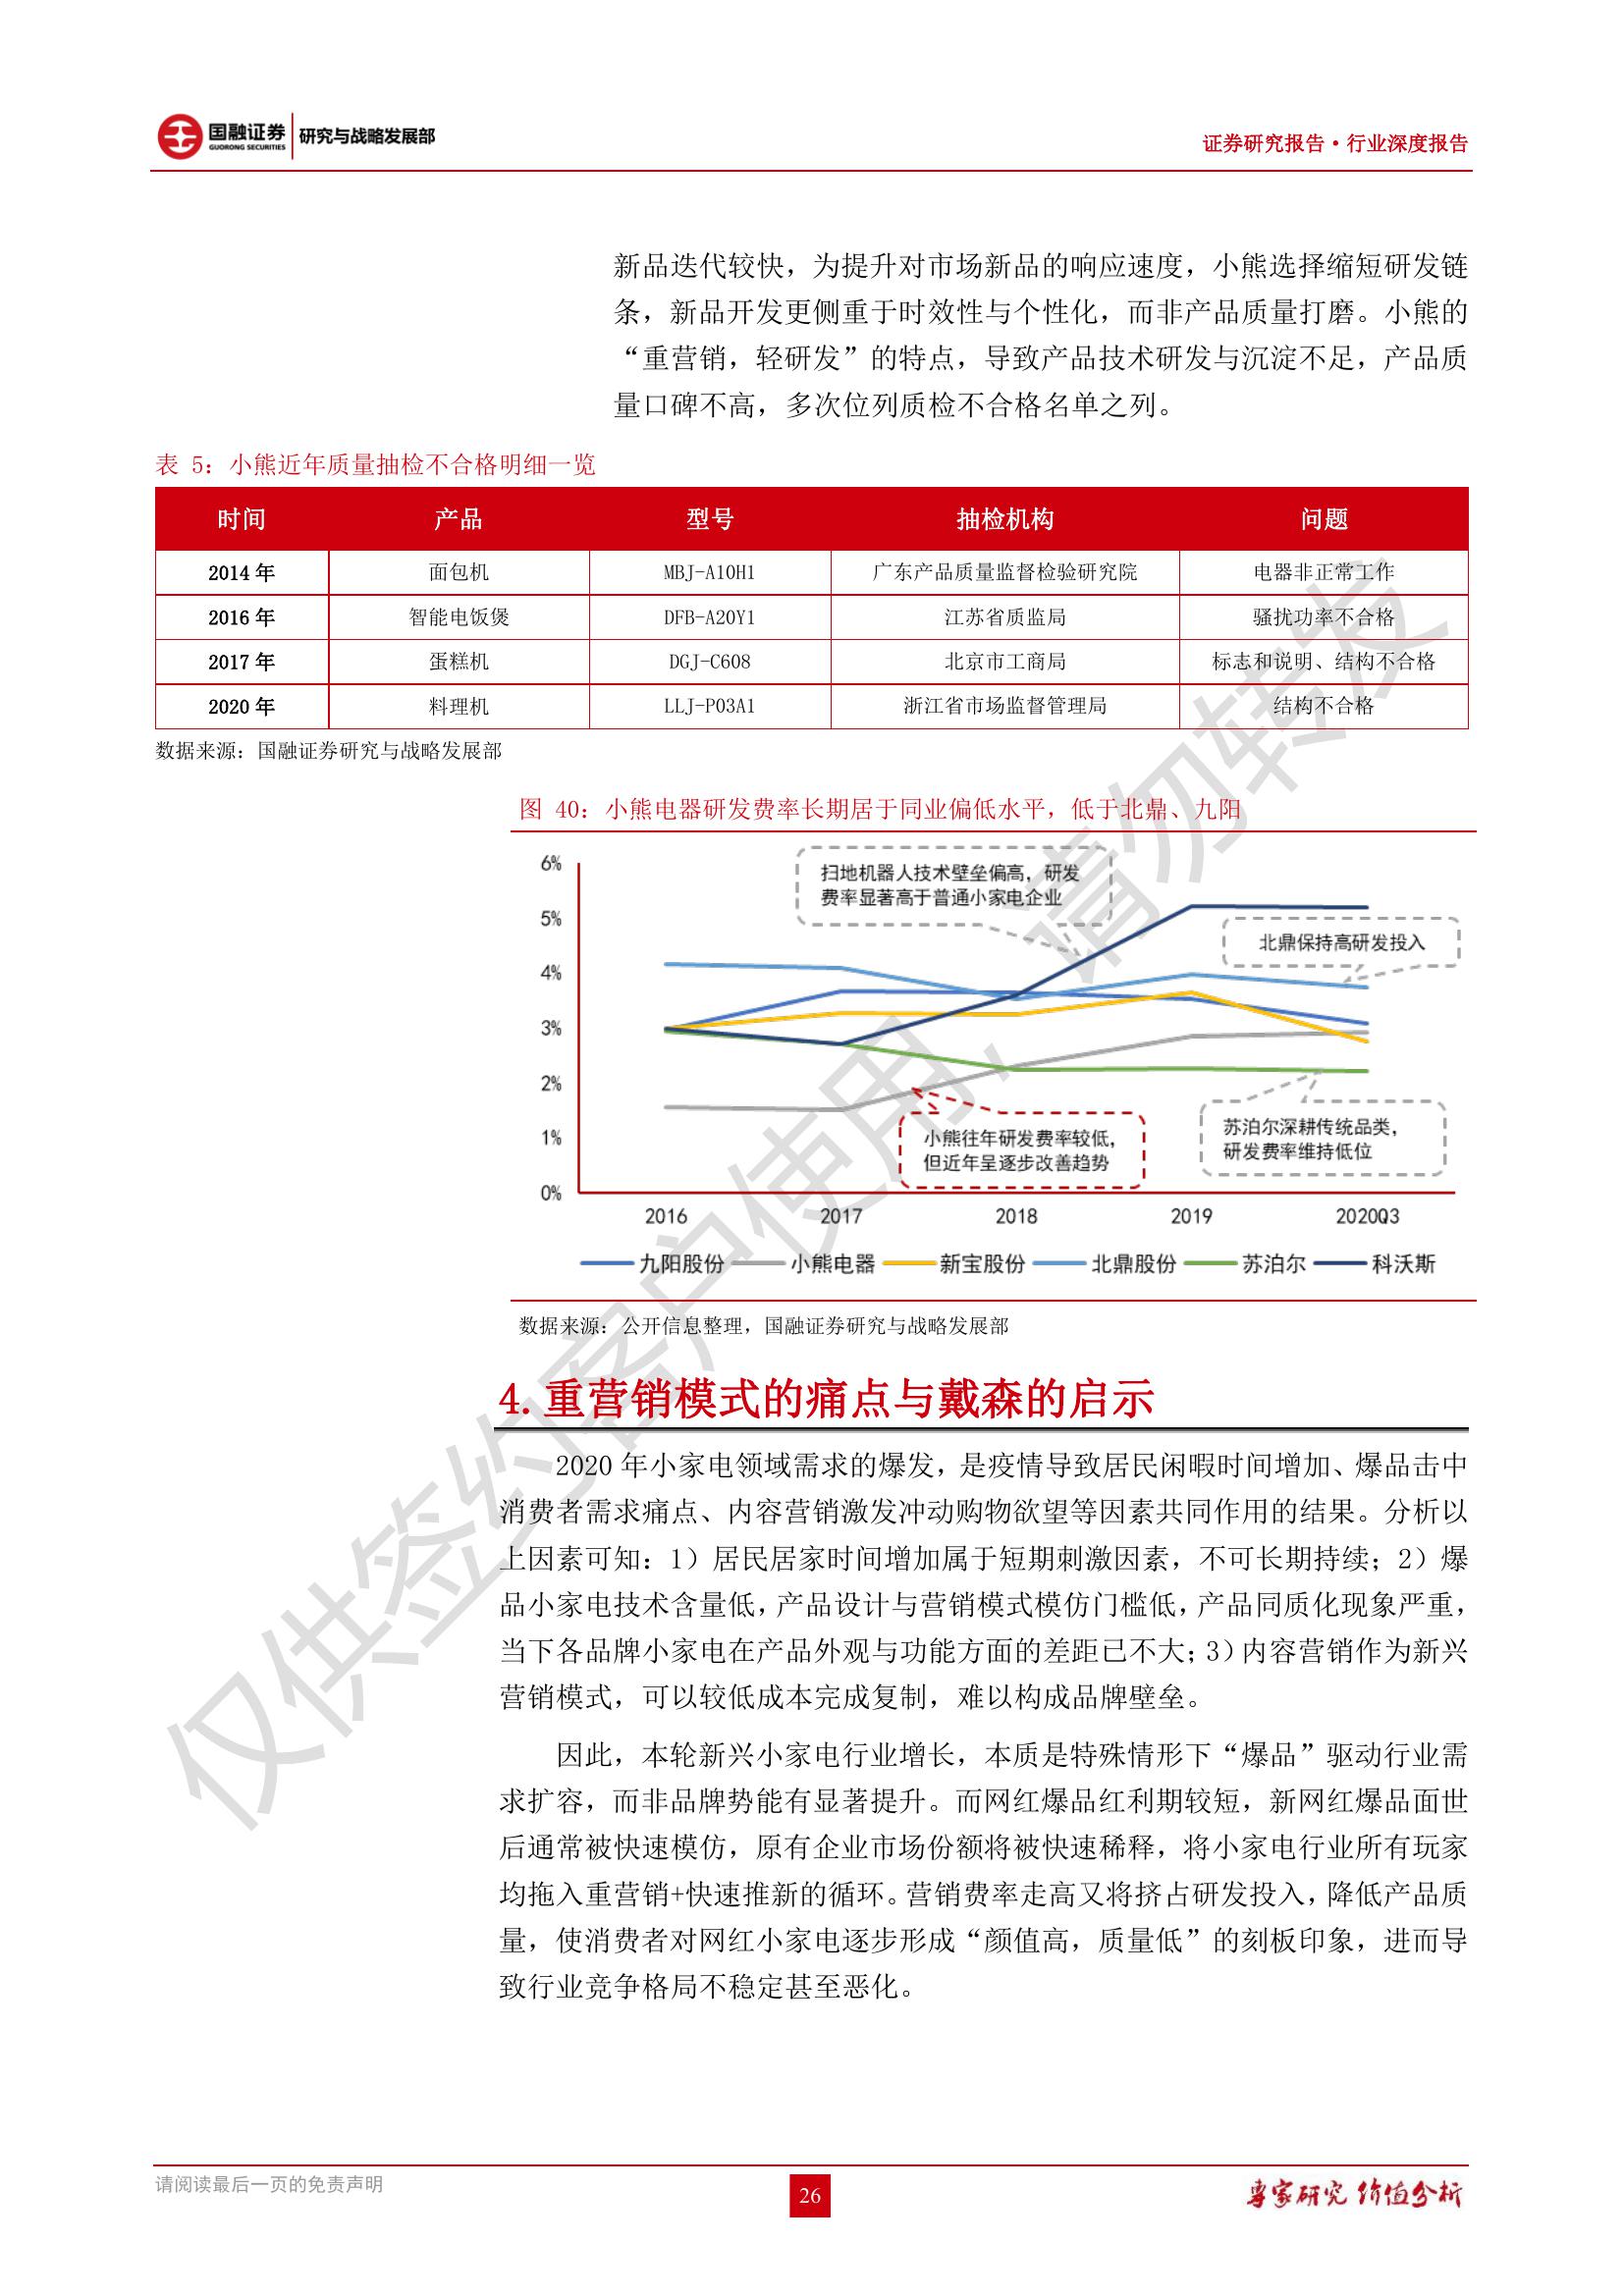 国融证券
GUORONG SECURITIES
研究与战略发展部
证券研究报告·行业深度报告
新品迭代较快，为提升对市场新品的响应速度，小熊选择缩短研发链
条，新品开发更侧重于时效性与个性化，而非产品质量打磨。小熊的
“重营销，轻研发”的特点，导致产品技术研发与沉淀不足，产品质
量口碑不高，多次位列质检不合格名单之列。
表 5：小熊近年质量抽检不合格明细一览
时间 产品 型号 抽检机构 问题
2014 年 面包机 MBJ-A10H1 广东产品质量监督检验研究院 电器非正常工作
2016 年 智能电饭煲 DFB-A20Y1 江苏省质监局 骚扰功率不合格
2017 年 蛋糕机 DGJ-C608 北京市工商局 标志和说明、结构不合格
2020 年 料理机 LLJ-P03A1 浙江省市场监督管理局 结构不合格
数据来源：国融证券研究与战略发展部
图 40：小熊电器研发费率长期居于同业偏低水平，低于北鼎、九阳
6%
5%
4%
3%
2%
1%
0%
扫地机器人技术壁垒偏高，研发
费率显著高于普通小家电企业
北鼎保持高研发投入
小熊往年研发费率较低，
但近年呈逐步改善趋势
苏泊尔深耕传统品类，
研发费率维持低位
2016 2017 2018 2019 2020Q3
九阳股份 小熊电器 新宝股份 北鼎股份 苏泊尔 科沃斯
数据来源：公开信息整理，国融证券研究与战略发展部
4.重营销模式的痛点与戴森的启示
2020 年小家电领域需求的爆发，是疫情导致居民闲暇时间增加、爆品击中
消费者需求痛点、内容营销激发冲动购物欲望等因素共同作用的结果。分析以
上因素可知：1）居民居家时间增加属于短期刺激因素，不可长期持续；2）爆
品小家电技术含量低，产品设计与营销模式模仿门槛低，产品同质化现象严重，
当下各品牌小家电在产品外观与功能方面的差距已不大；3）内容营销作为新兴
营销模式，可以较低成本完成复制，难以构成品牌壁垒。
因此，本轮新兴小家电行业增长，本质是特殊情形下“爆品”驱动行业需
求扩容，而非品牌势能有显著提升。而网红爆品红利期较短，新网红爆品面世
后通常被快速模仿，原有企业市场份额将被快速稀释，将小家电行业所有玩家
均拖入重营销+快速推新的循环。营销费率走高又将挤占研发投入，降低产品质
量，使消费者对网红小家电逐步形成“颜值高，质量低”的刻板印象，进而导
致行业竞争格局不稳定甚至恶化。
仅供签约客户使用，请勿转发
请阅读最后一页的免责声明
26
专家研究 价值分析